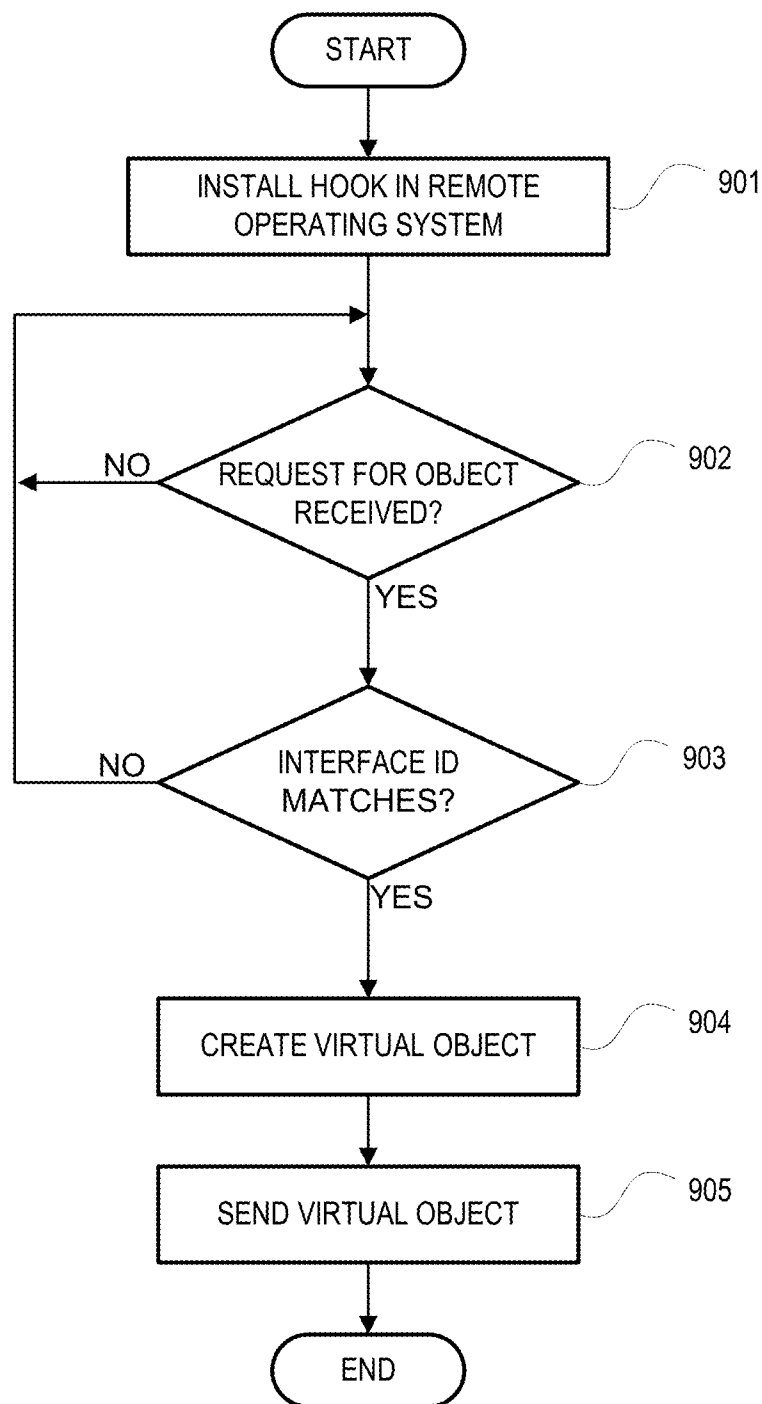 START
INSTALL HOOK IN REMOTE
OPERATING SYSTEM
901
REQUEST FOR OBJECT
RECEIVED?
902
NO
YES
INTERFACE ID
MATCHES?
903
NO
YES
CREATE VIRTUAL OBJECT
904
SEND VIRTUAL OBJECT
905
END